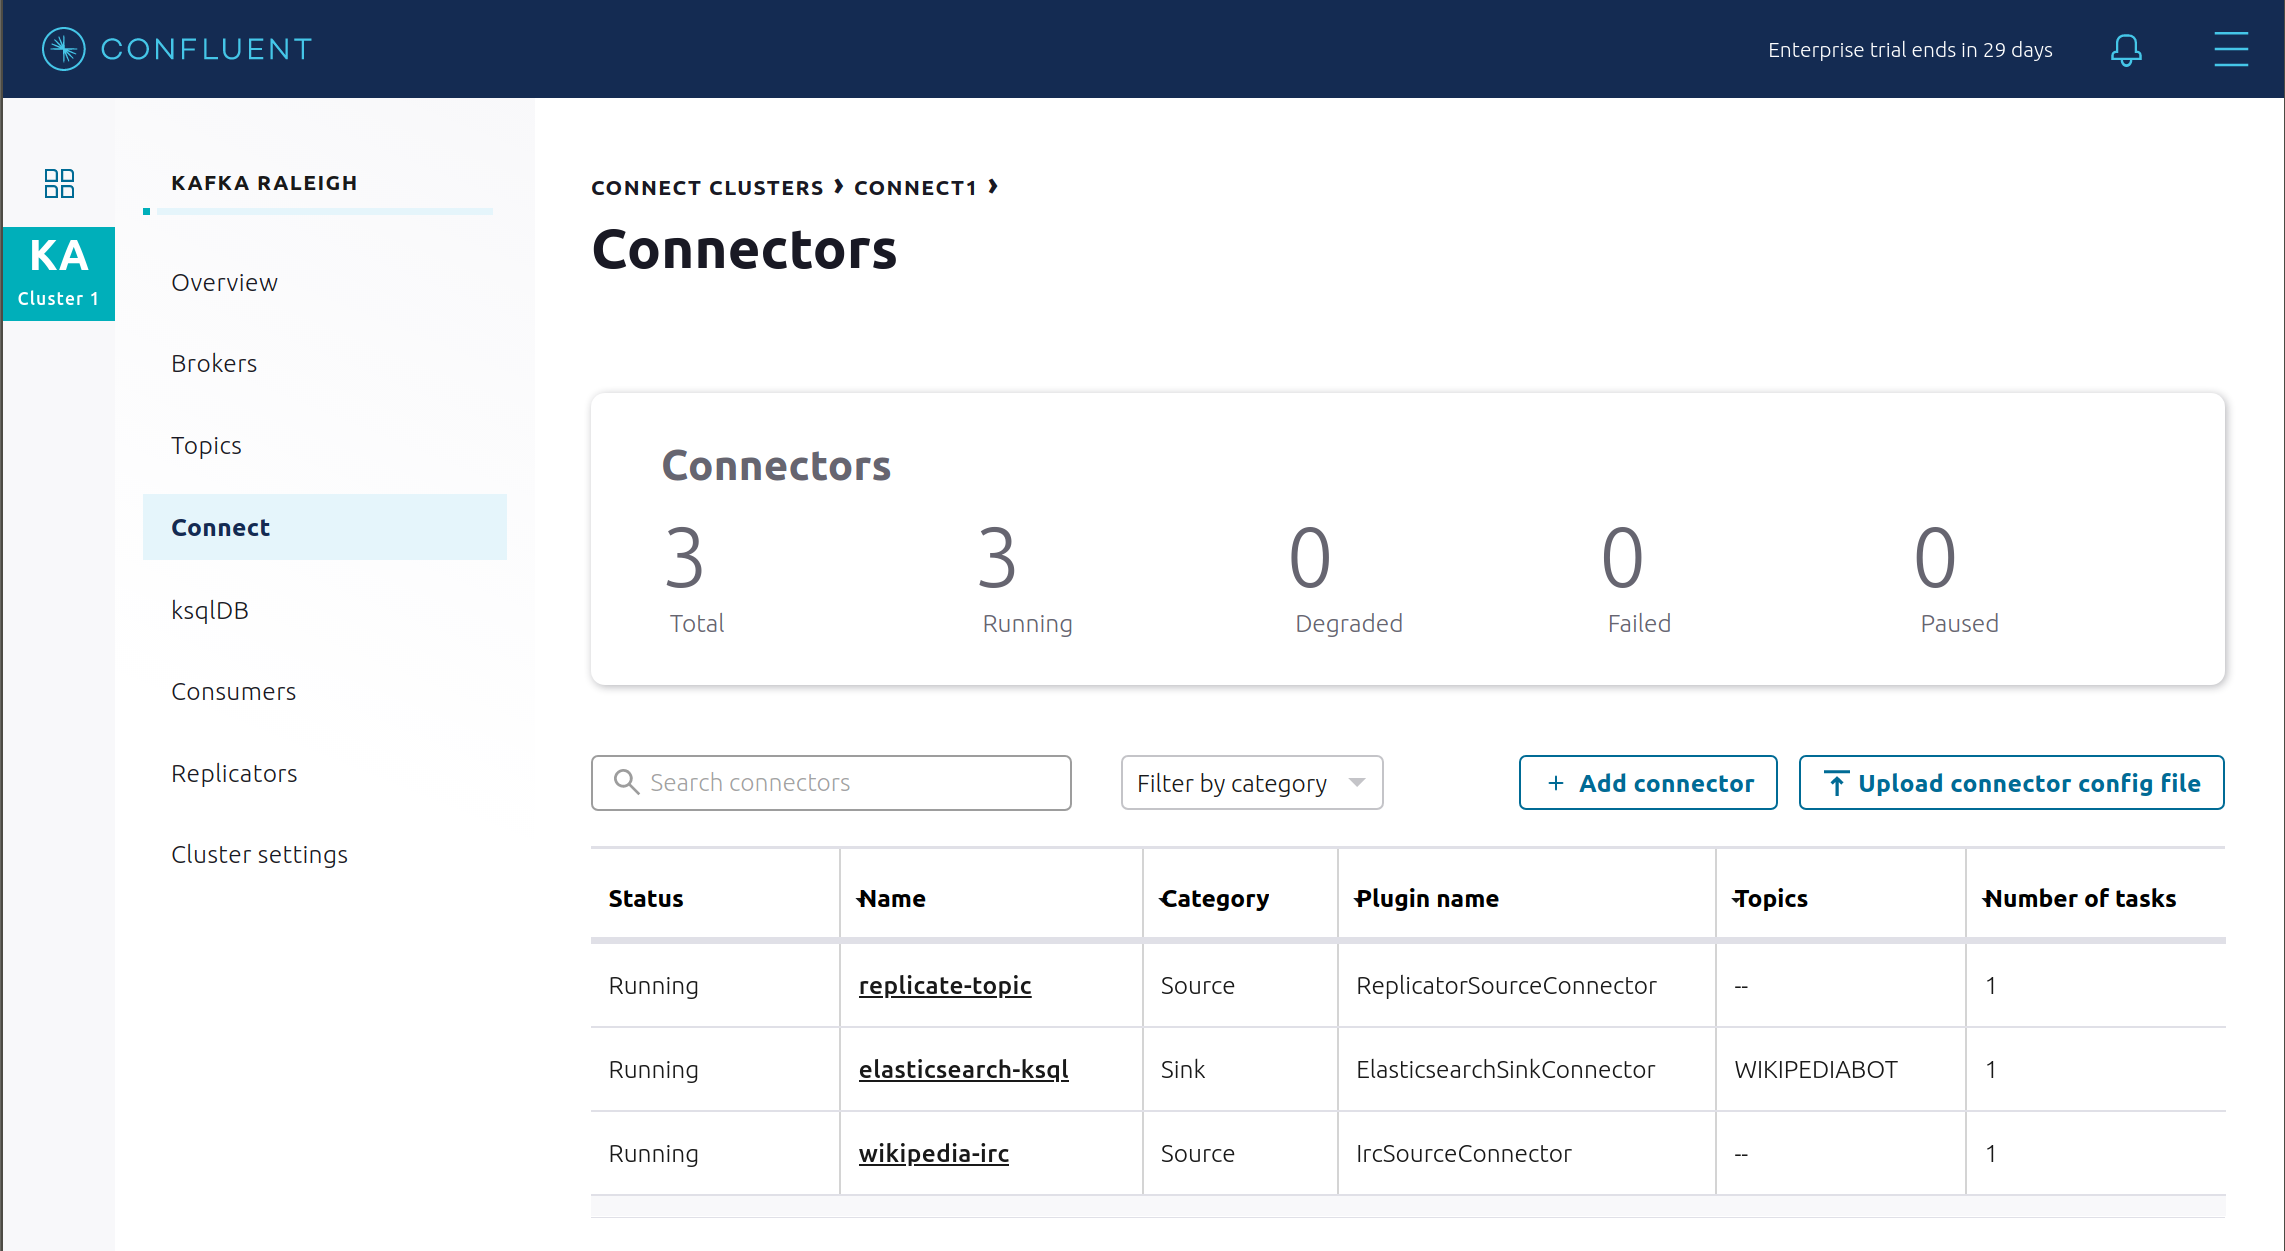 CONFLUENT
Enterprise trial ends in 29 days
KA
Cluster 1
KAFKA RALEIGH
Overview
Brokers
Topics
Connect
ksqlDB
Consumers
Replicators
Cluster settings
CONNECT CLUSTERS › CONNECT1 ›
Connectors
Connectors
3 3 0 0 0
Total Running Degraded Failed Paused
Search connectors Filter by category + Add connector Upload connector config file
Status Name Category Plugin name Topics Number of tasks
Running replicate-topic Source ReplicatorSourceConnector -- 1
Running elasticsearch-ksql Sink ElasticsearchSinkConnector WIKIPEDIABOT 1
Running wikipedia-irc Source IrcSourceConnector -- 1